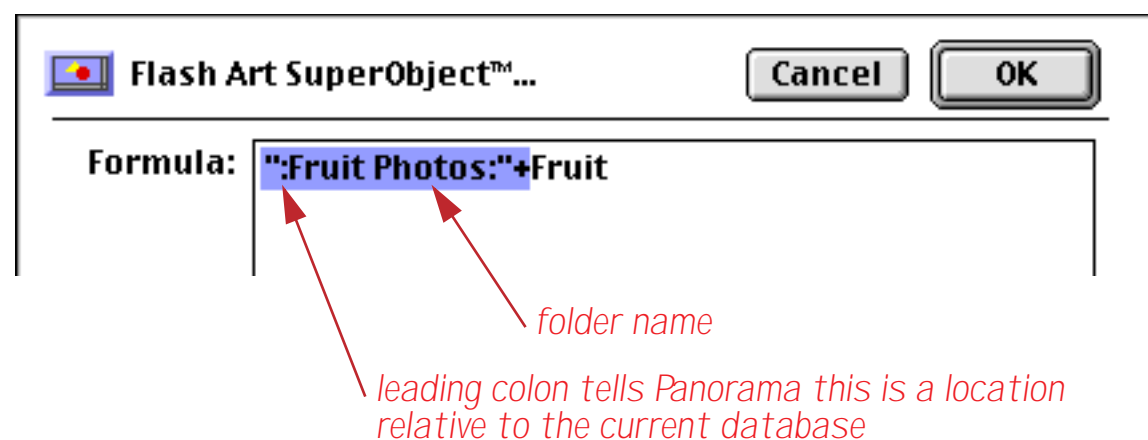 Flash Art SuperObject™...
Cancel
OK
Formula:
":Fruit Photos:"+Fruit
folder name
leading colon tells Panorama this is a location
relative to the current database